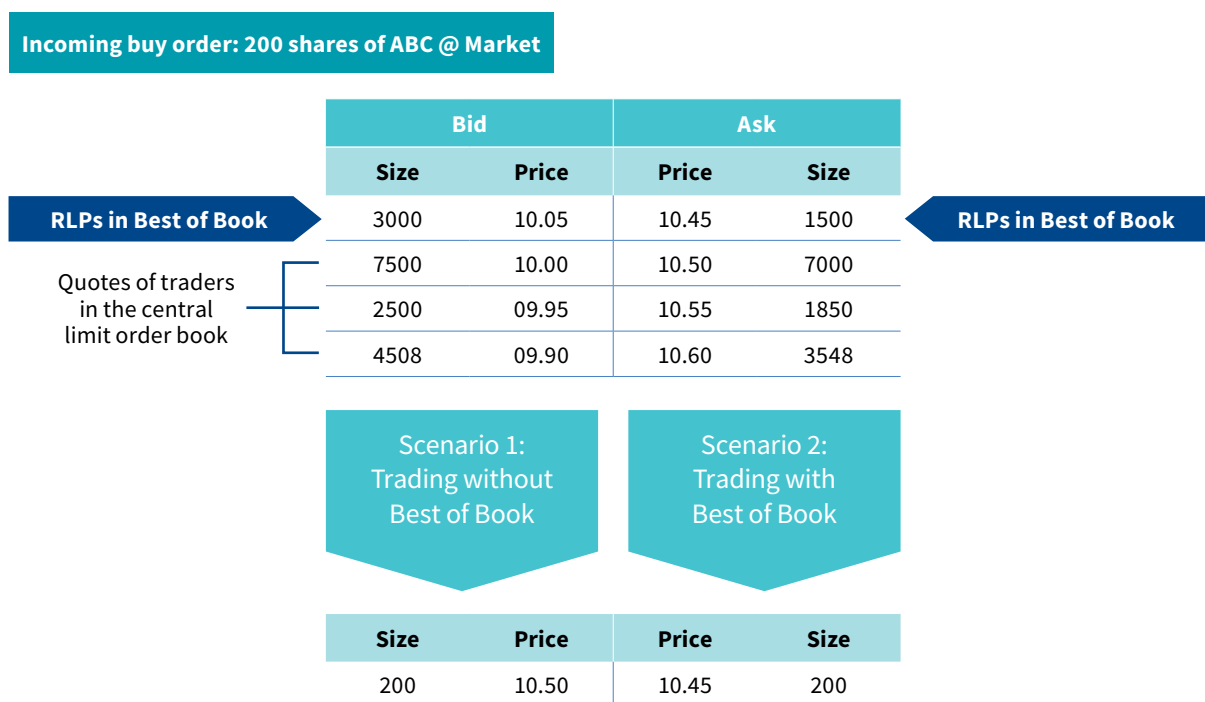 Incoming buy order: 200 shares of ABC @ Market
Bid Ask
Size Price Price Size
RLPs in Best of Book 3000 10.05 10.45 1500 RLPs in Best of Book
7500 10.00 10.50 7000
Quotes of traders
in the central
limit order book
2500 09.95 10.55 1850
4508 09.90 10.60 3548
Scenario 1:
Trading without
Best of Book
Scenario 2:
Trading with
Best of Book
Size Price Price Size
200 10.50 10.45 200